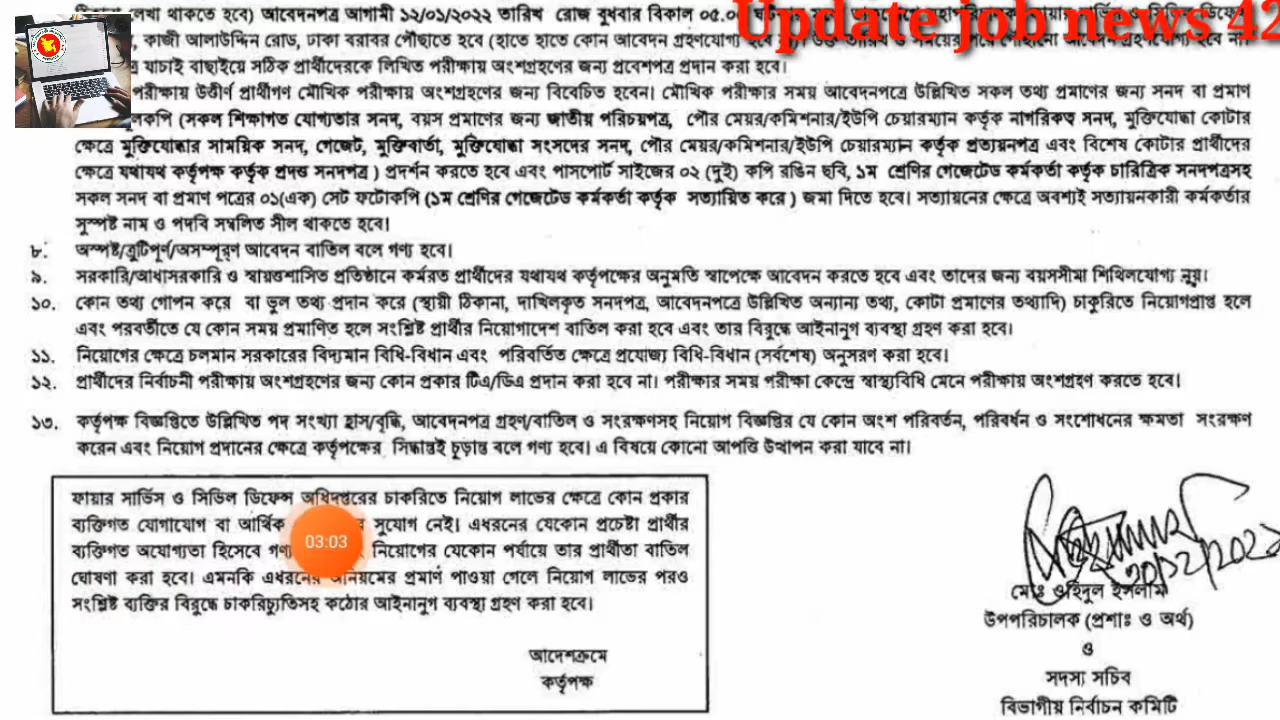 Update job news 42
লেখা থাকতে হবে) আবেদনপত্র আগামী ১২/০১/২০২২ তারিখ রোজ বুধবার বিকাল
কাজী আলাউদ্দিন রোড, ঢাকা বরাবর পৌছাতে হবে (হাতে হাতে কোন আবেদন গ্রহণযোগ্য হবে
যাচাই বাছাইয়ে সঠিক প্রার্থীদেরকে লিখিত পরীক্ষায় অংশগ্রহণের জন্য প্রবেশপত্র প্রদান করা হবে।
পরীক্ষায় উত্তীর্ণ প্রার্থীগণ মৌখিক পরীক্ষায় অংশগ্রহণের জন্য বিবেচিত হবেন। মৌখিক পরীক্ষার সময় আবেদনপত্রে উল্লিখিত সকল তথ্য প্রমাণের জন্য সনদ বা প্রমাণ
(সকল শিক্ষাগত যোগ্যতার সনদ, বয়স প্রমাণের জন্য জাতীয় পরিচয়পত্র, পৌর মেয়র/কমিশনার/ইউপি চেয়ারম্যান কর্তৃক নাগরিকত্ব সনদ, মুক্তিযোদ্ধা কোটার
ক্ষেত্রে মুক্তিযোদ্ধার সাময়িক সনদ, গেজেট, মুক্তিবার্তা, মুক্তিযোদ্ধা সংসদের সনদ, পৌর মেয়র/কমিশনার/ইউপি চেয়ারম্যান কর্তৃক প্রত্যয়নপত্র এবং বিশেষ কোটার প্রার্থীদের
ক্ষেত্রে যথাযথ কর্তৃপক্ষ কর্তৃক প্রদত্ত সনদপত্র) প্রদর্শন করতে হবে এবং পাসপোর্ট সাইজের ০২ (দুই) কপি রঙিন ছবি, ১ম শ্রেণির গেজেটেড কর্মকর্তা কর্তৃক চারিত্রিক সনদপত্রসহ
সকল সনদ বা প্রমাণ পত্রের ০১(এক) সেট ফটোকপি (১ম শ্রেণির গেজেটেড কর্মকর্তা কর্তৃক সত্যায়িত করে) জমা দিতে হবে। সত্যায়নের ক্ষেত্রে অবশ্যই সত্যায়নকারী কর্মকর্তার
সুস্পষ্ট নাম ও পদবি সম্বলিত সীল থাকতে হবে।
৮. অস্পষ্ট/ত্রুটিপূর্ণ/অসম্পূর্ণ আবেদন বাতিল বলে গণ্য হবে।
৯. সরকারি/আধাসরকারি ও স্বায়ত্তশাসিত প্রতিষ্ঠানে কর্মরত প্রার্থীদের যথাযথ কর্তৃপক্ষের অনুমতি স্বাপেক্ষে আবেদন করতে হবে এবং তাদের জন্য বয়সসীমা শিথিলযোগ্য নয়।
১০. কোন তথ্য গোপন করে বা ভুল তথ্য প্রদান করে (স্থায়ী ঠিকানা, দাখিলকৃত সনদপত্র, আবেদনপত্রে উল্লিখিত অন্যান্য তথ্য, কোটা প্রমাণের তথ্যাদি) চাকুরিতে নিয়োগপ্রাপ্ত হলে
এবং পরবর্তীতে যে কোন সময় প্রমাণিত হলে সংশ্লিষ্ট প্রার্থীর নিয়োগাদেশ বাতিল করা হবে এবং তার বিরুদ্ধে আইনানুগ ব্যবস্থা গ্রহণ করা হবে।
১১. নিয়োগের ক্ষেত্রে চলমান সরকারের বিদ্যমান বিধি-বিধান এবং পরিবর্তিত ক্ষেত্রে প্রযোজ্য বিধি-বিধান (সর্বশেষ) অনুসরণ করা হবে।
১২. প্রার্থীদের নির্বাচনী পরীক্ষায় অংশগ্রহণের জন্য কোন প্রকার টিএ/ডিএ প্রদান করা হবে না। পরীক্ষার সময় পরীক্ষা কেন্দ্রে স্বাস্থ্যবিধি মেনে পরীক্ষায় অংশগ্রহণ করতে হবে।
১৩. কর্তৃপক্ষ বিজ্ঞপ্তিতে উল্লিখিত পদ সংখ্যা হ্রাস/বৃদ্ধি, আবেদনপত্র গ্রহণ/বাতিল ও সংরক্ষণসহ নিয়োগ বিজ্ঞপ্তির যে কোন অংশ পরিবর্তন, পরিবর্ধন ও সংশোধনের ক্ষমতা সংরক্ষণ
করেন এবং নিয়োগ প্রদানের ক্ষেত্রে কর্তৃপক্ষের সিদ্ধান্তই চূড়ান্ত বলে গণ্য হবে। এ বিষয়ে কোনো আপত্তি উত্থাপন করা যাবে না।
ফায়ার সার্ভিস ও সিভিল ডিফেন্স অধিদপ্তরের চাকরিতে নিয়োগ লাভের ক্ষেত্রে কোন প্রকার
ব্যক্তিগত যোগাযোগ বা আর্থিক সুযোগ নেই। এধরনের যেকোন প্রচেষ্টা প্রার্থীর
ব্যক্তিগত অযোগ্যতা হিসেবে নিয়োগের যেকোন পর্যায়ে তার প্রার্থীতা বাতিল
ঘোষণা করা হবে। এমনকি এধরনের অনিয়মের প্রমাণ পাওয়া গেলে নিয়োগ লাভের পরও
সংশ্লিষ্ট ব্যক্তির বিরুদ্ধে চাকরিচ্যুতিসহ কঠোর আইনানুগ ব্যবস্থা গ্রহণ করা হবে।
আদেশক্রমে
কর্তৃপক্ষ
03:03
মোঃ ওহিদুল ইসলাম
উপপরিচালক (প্রশাঃ ও অর্থ)
ও
সদস্য সচিব
বিভাগীয় নির্বাচন কমিটি